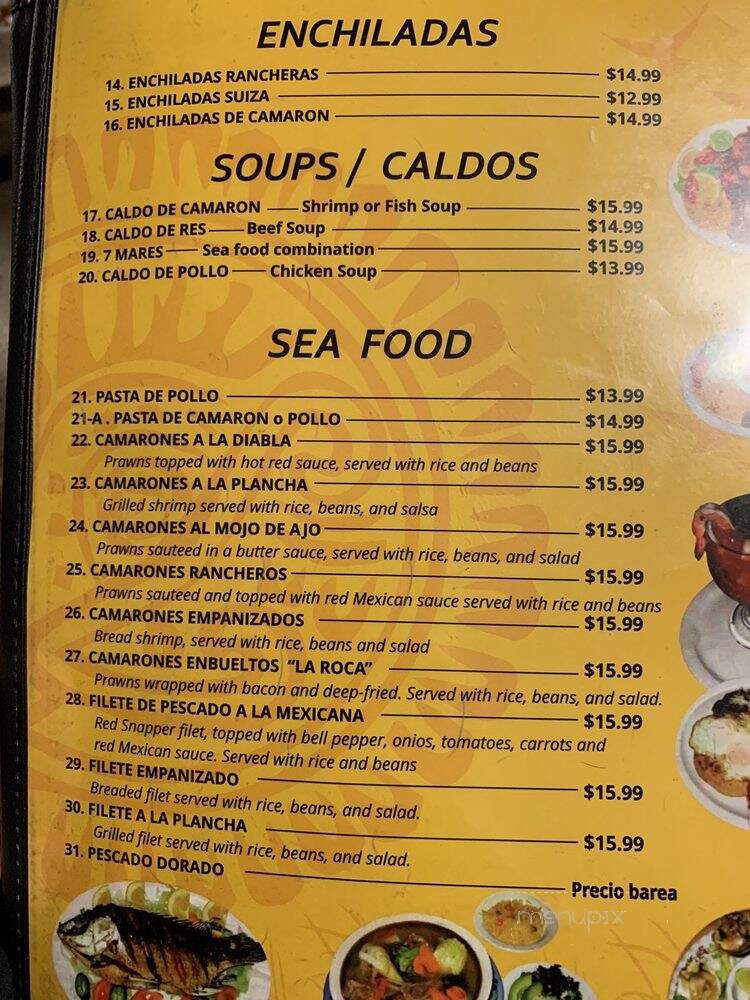 ENCHILADAS
14. ENCHILADAS RANCHERAS $14.99
15. ENCHILADAS SUIZA $12.99
16. ENCHILADAS DE CAMARON $14.99
SOUPS / CALDOS
17. CALDO DE CAMARON Shrimp or Fish Soup $15.99
18. CALDO DE RES Beef Soup $14.99
19. 7 MARES Sea food combination $15.99
20. CALDO DE POLLO Chicken Soup $13.99
SEA FOOD
21. PASTA DE POLLO $13.99
21-A . PASTA DE CAMARON o POLLO $14.99
22. CAMARONES A LA DIABLA $15.99
Prawns topped with hot red sauce, served with rice and beans
23. CAMARONES A LA PLANCHA $15.99
Grilled shrimp served with rice, beans, and salsa
24. CAMARONES AL MOJO DE AJO $15.99
Prawns sauteed in a butter sauce, served with rice, beans, and salad
25. CAMARONES RANCHEROS $15.99
Prawns sauteed and topped with red Mexican sauce served with rice and beans
26. CAMARONES EMPANIZADOS $15.99
Bread shrimp, served with rice, beans and salad
27. CAMARONES ENBUELTOS "LA ROCA" $15.99
Prawns wrapped with bacon and deep-fried. Served with rice, beans, and salad.
28. FILETE DE PESCADO A LA MEXICANA $15.99
Red Snapper filet, topped with bell pepper, onios, tomatoes, carrots and
red Mexican sauce. Served with rice and beans
29. FILETE EMPANIZADO $15.99
Breaded filet served with rice, beans, and salad.
30. FILETE A LA PLANCHA $15.99
Grilled filet served with rice, beans, and salad.
31. PESCADO DORADO Precio barea
menupix